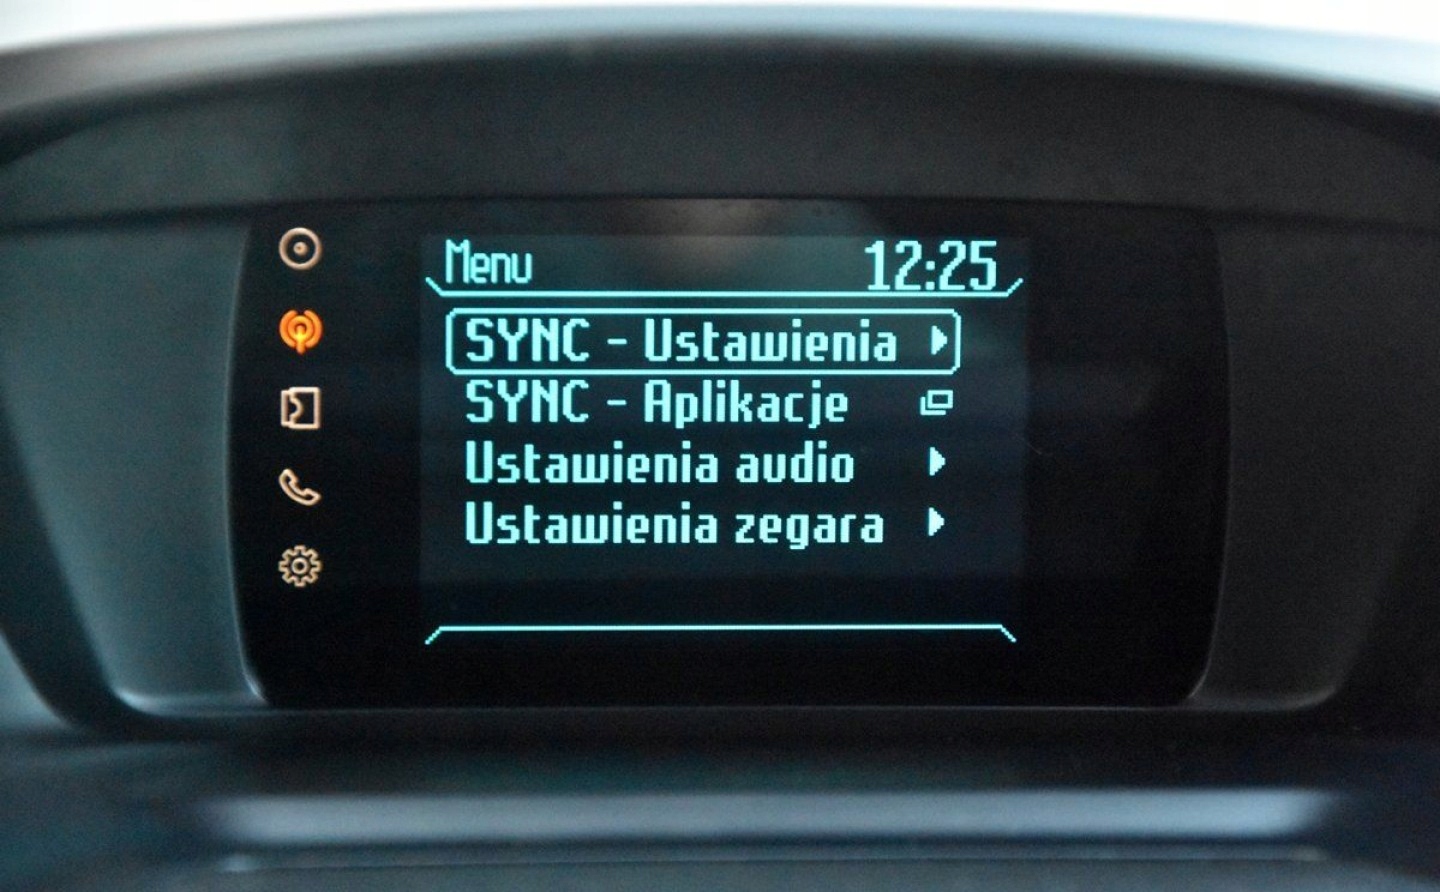 Menu 12:25
SYNC - Ustawienia
SYNC - Aplikacje
Ustawienia audio
Ustawienia zegara